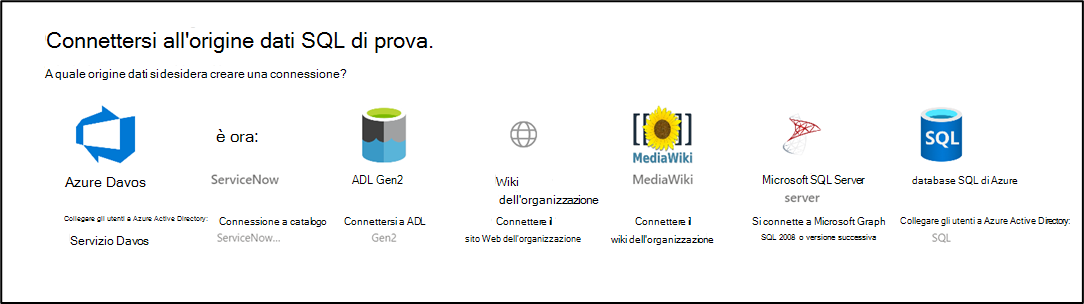 Connettersi all'origine dati SQL di prova.
A quale origine dati si desidera creare una connessione?
è ora:
[[ ]]
MediaWiki
SQL
Azure Davos
ServiceNow
ADL Gen2
Wiki
dell'organizzazione
MediaWiki
Microsoft SQL Server
server
database SQL di Azure
Collegare gli utenti a Azure Active Directory:
Servizio Davos
Connessione a catalogo
ServiceNow...
Connettersi a ADL
Gen2
Connettere il
sito Web dell'organizzazione
Connettere il
wiki dell'organizzazione
Si connette a Microsoft Graph
SQL 2008 o versione successiva
Collegare gli utenti a Azure Active Directory:
SQL